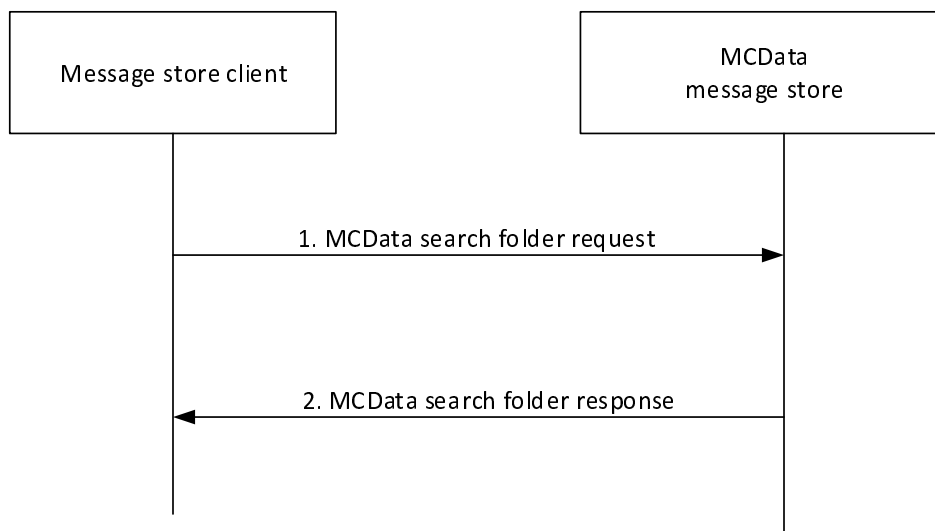 Message store client
MCData
message store
1. MCData search folder request
2. MCData search folder response